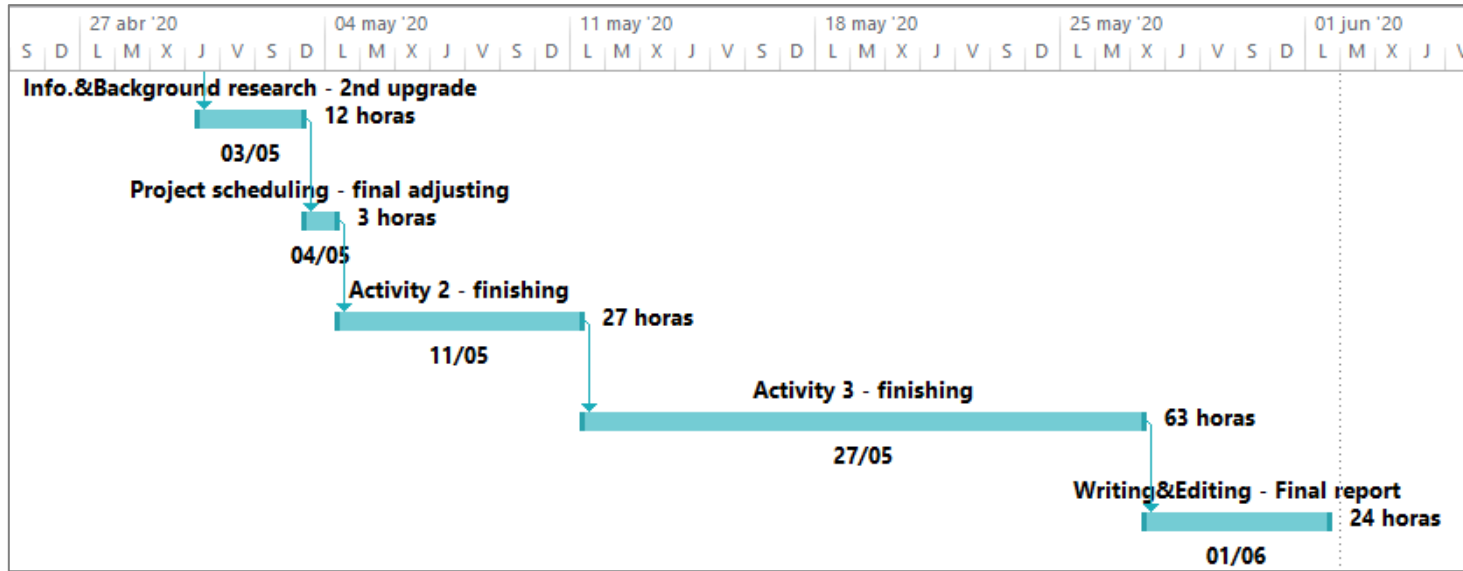 27 abr '20 04 may '20 11 may '20 18 may '20 25 may '20 01 jun '20
S D L M X J V S D L M X J V S D L M X J V S D L M X J V S D L M X J V S D L M X J V
Info.&Background research - 2nd upgrade
12 horas
03/05
Project scheduling - final adjusting
3 horas
04/05
Activity 2 - finishing
27 horas
11/05
Activity 3 - finishing
63 horas
27/05
Writing&Editing - Final report
24 horas
01/06